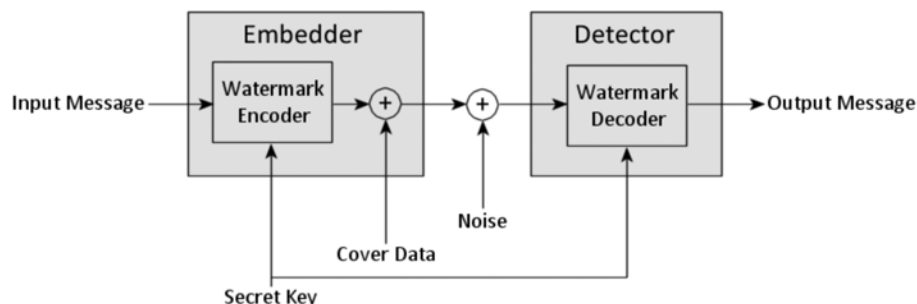 Embedder
Detector
Input Message
Watermark
Encoder
+
+
Watermark
Decoder
Output Message
Noise
Cover Data
Secret Key